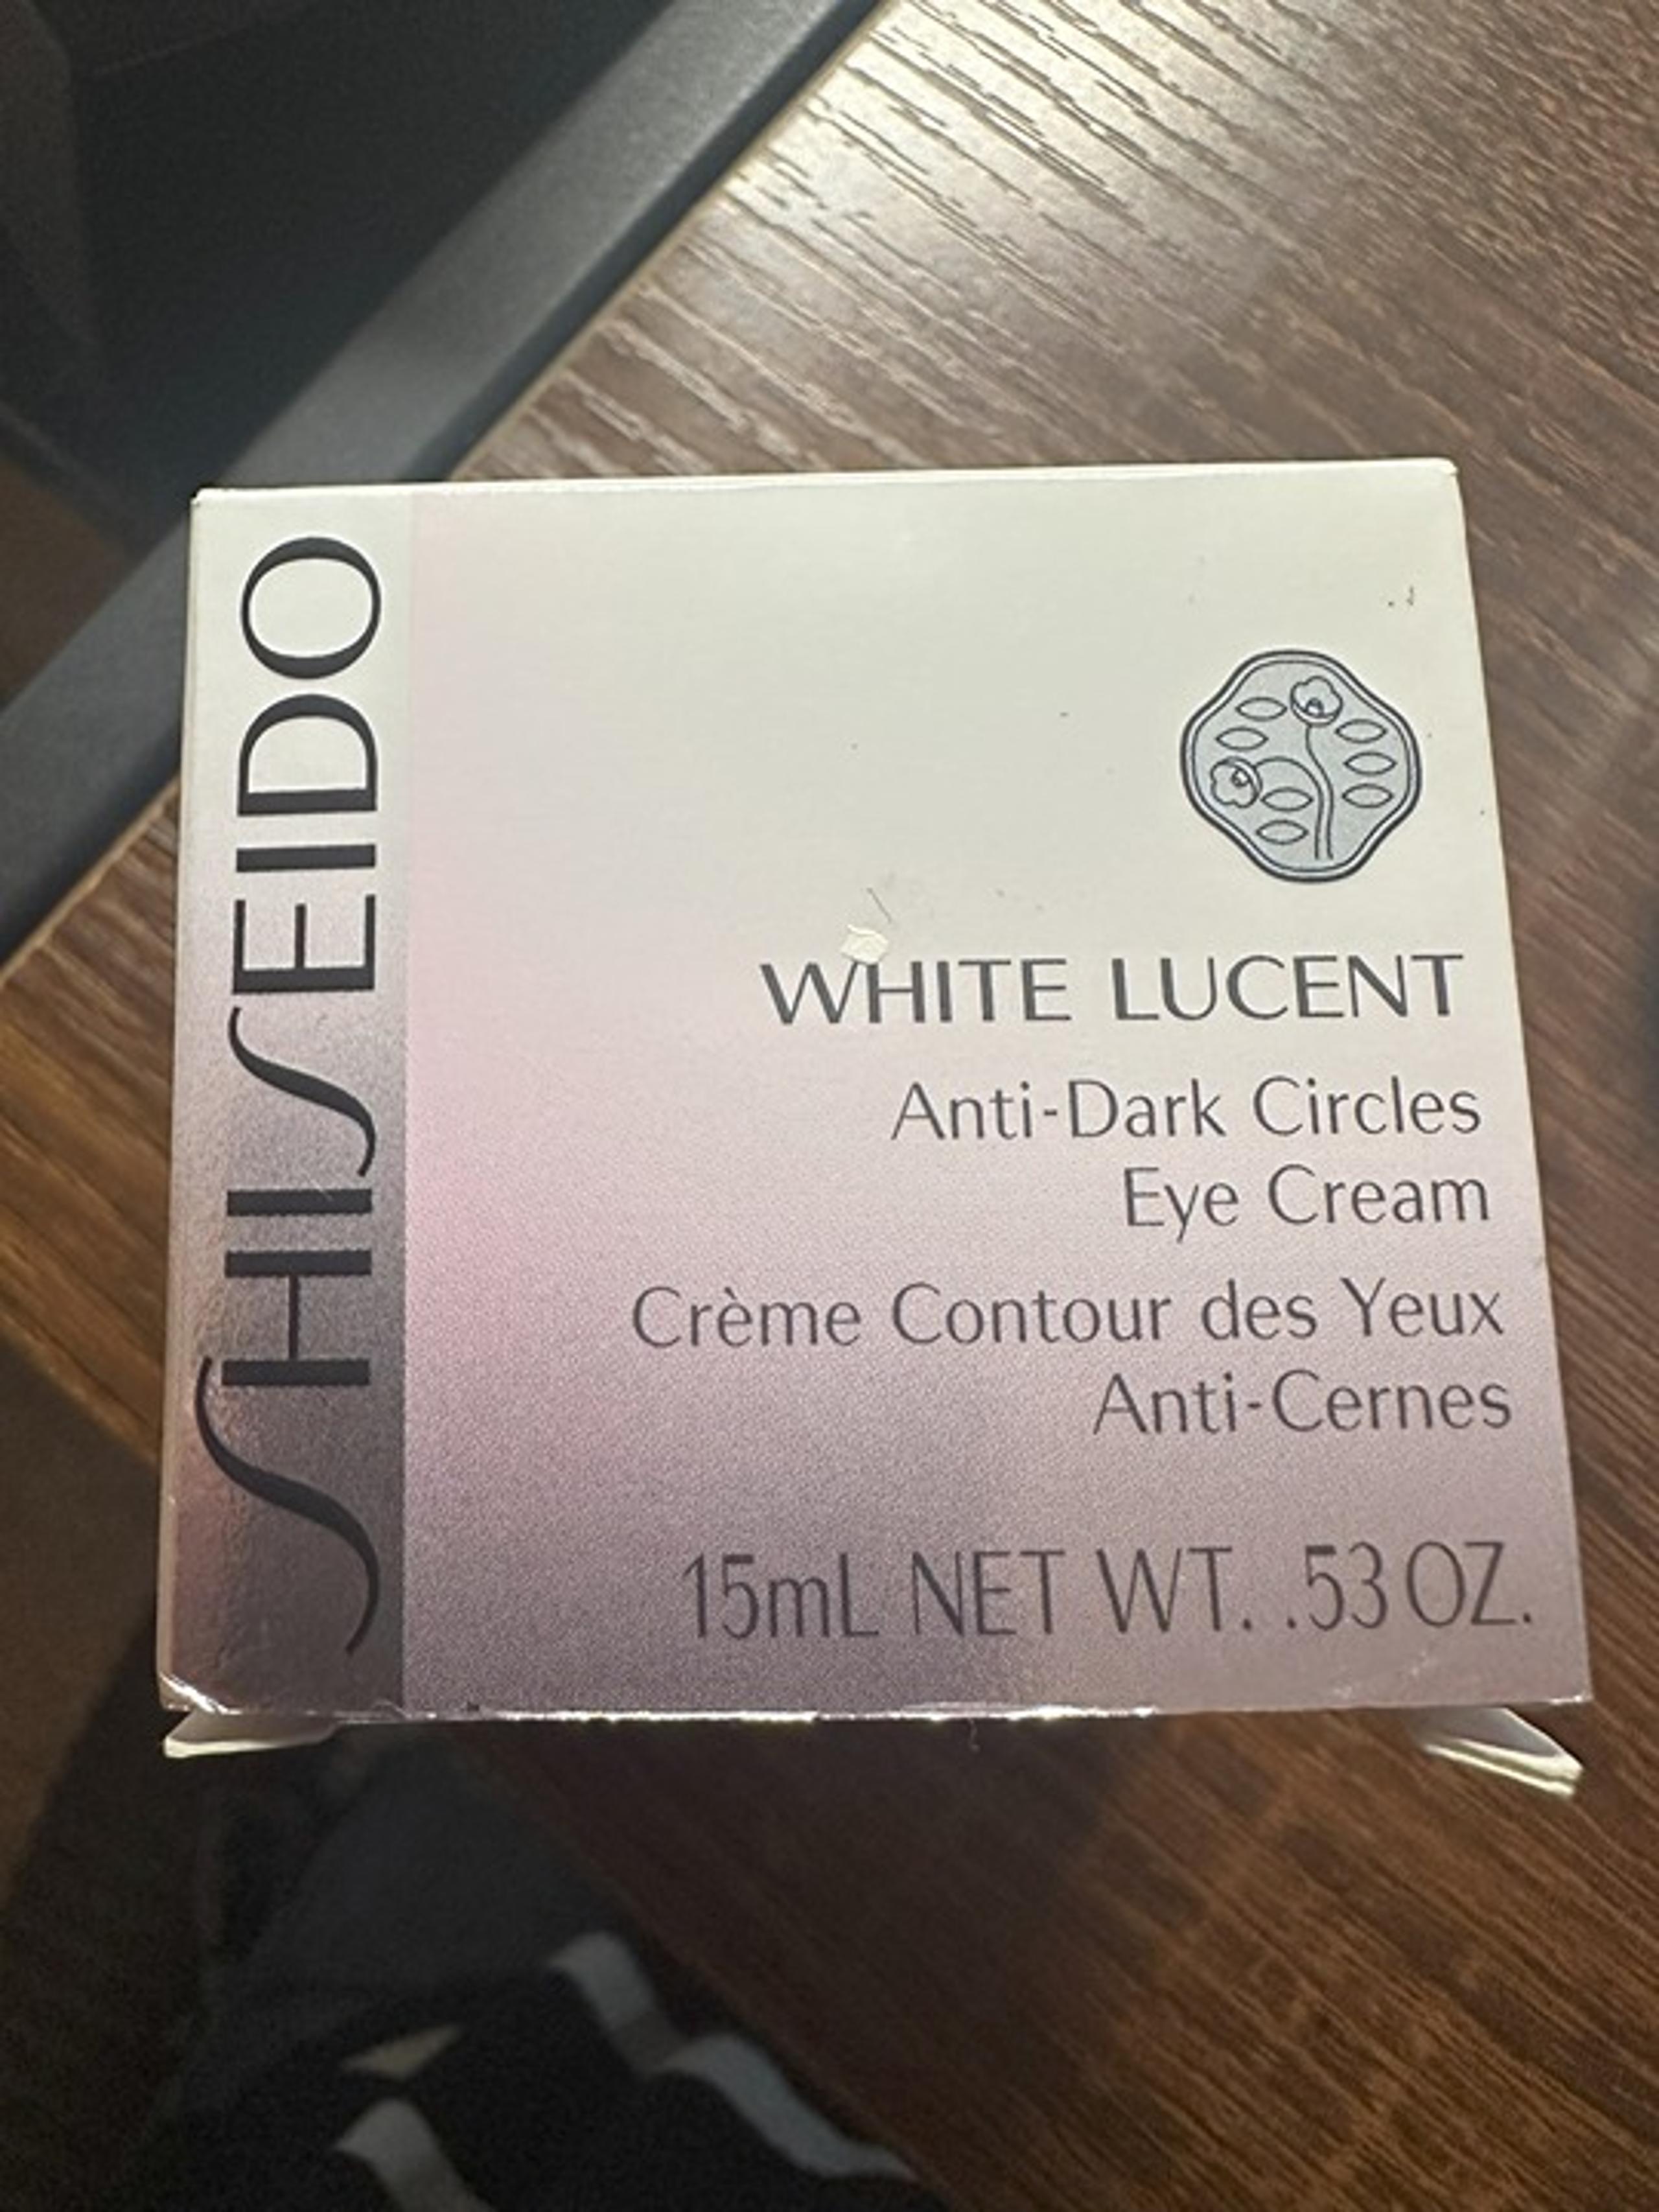 SHISEIDO
WHITE LUCENT
Anti-Dark Circles
Eye Cream
Crème Contour des Yeux
Anti-Cernes
15mL NET WT. .53 OZ.